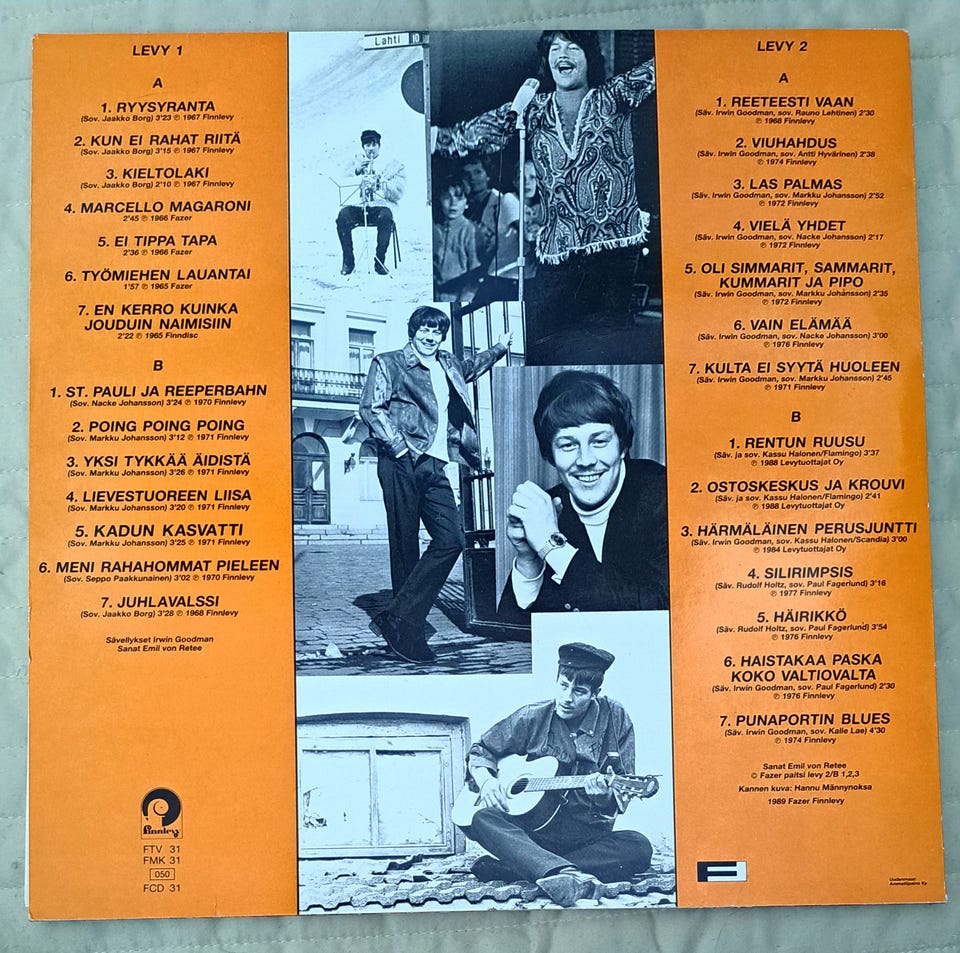 LEVY 1
A
1. RYYSYRANTA
(Sov. Jaakko Borg) 3'23 ℗ 1967 Finnlevy
2. KUN EI RAHAT RIITÄ
(Sov. Jaakko Borg) 3'15 ℗ 1967 Finnlevy
3. KIELTOLAKI
(Sov. Jaakko Borg) 2'10 ℗ 1967 Finnlevy
4. MARCELLO MAGARONI
2'45 ℗ 1966 Fazer
5. EI TIPPA TAPA
2'36 ℗ 1966 Fazer
6. TYÖMIEHEN LAUANTAI
1'57 ℗ 1965 Fazer
7. EN KERRO KUINKA
JOUDUIN NAIMISIIN
2'22 ℗ 1965 Finndisc
B
1. ST. PAULI JA REEPERBAHN
(Sov. Nacke Johansson) 3'24 ℗ 1970 Finnlevy
2. POING POING POING
(Sov. Markku Johansson) 3'12 ℗ 1971 Finnlevy
3. YKSI TYKKÄÄ ÄIDISTÄ
(Sov. Markku Johansson) 3'26 ℗ 1971 Finnlevy
4. LIEVESTUOREEN LIISA
(Sov. Markku Johansson) 3'20 ℗ 1971 Finnlevy
5. KADUN KASVATTI
(Sov. Markku Johansson) 3'25 ℗ 1971 Finnlevy
6. MENI RAHAHOMMAT PIELEEN
(Sov. Seppo Paakkunainen) 3'02 ℗ 1970 Finnlevy
7. JUHLAVALSSI
(Sov. Jaakko Borg) 3'28 ℗ 1968 Finnlevy
Sävellykset Irwin Goodman
Sanat Emil von Retee
finnlevy
FTV 31
FMK 31
050
FCD 31
Lahti 10
LEVY 2
A
1. REETEESTI VAAN
(Säv. Irwin Goodman, sov. Rauno Lehtinen) 2'30
℗ 1968 Finnlevy
2. VIUHAHDUS
(Säv. Irwin Goodman, sov. Antti Hyvärinen) 2'38
℗ 1974 Finnlevy
3. LAS PALMAS
(Säv. Irwin Goodman, sov. Markku Johansson) 2'52
℗ 1972 Finnlevy
4. VIELÄ YHDET
(Säv. Irwin Goodman, sov. Nacke Johansson) 2'17
℗ 1972 Finnlevy
5. OLI SIMMARIT, SAMMARIT,
KUMMARIT JA PIPO
(Säv. Irwin Goodman, sov. Markku Johansson) 2'35
℗ 1972 Finnlevy
6. VAIN ELÄMÄÄ
(Säv. Irwin Goodman, sov. Nacke Johansson) 3'00
℗ 1976 Finnlevy
7. KULTA EI SYYTÄ HUOLEEN
(Säv. Irwin Goodman, sov. Markku Johansson) 2'45
℗ 1971 Finnlevy
B
1. RENTUN RUUSU
(Säv. ja sov. Kassu Halonen/Flamingo) 3'37
℗ 1988 Levytuottajat Oy
2. OSTOSKESKUS JA KROUVI
(Säv. ja sov. Kassu Halonen/Flamingo) 2'41
℗ 1988 Levytuottajat Oy
3. HÄRMÄLÄINEN PERUSJUNTTI
(Säv. Irwin Goodman, sov. Kassu Halonen/Scandia) 3'00
℗ 1984 Levytuottajat Oy
4. SILIRIMPSIS
(Säv. Rudolf Holtz, sov. Paul Fagerlund) 3'16
℗ 1977 Finnlevy
5. HÄIRIKKÖ
(Säv. Rudolf Holtz, sov. Paul Fagerlund) 3'54
℗ 1976 Finnlevy
6. HAISTAKAA PASKA
KOKO VALTIOVALTA
(Säv. Irwin Goodman, sov. Paul Fagerlund) 2'30
℗ 1976 Finnlevy
7. PUNAPORTIN BLUES
(Säv. Irwin Goodman, sov. Kalle Lae) 4'30
℗ 1974 Finnlevy
Sanat Emil von Retee
© Fazer paitsi levy 2/B 1,2,3
Kannen kuva: Hannu Männynoksa
1989 Fazer Finnlevy
F
Uudenmaan
Ammattipaino Ky